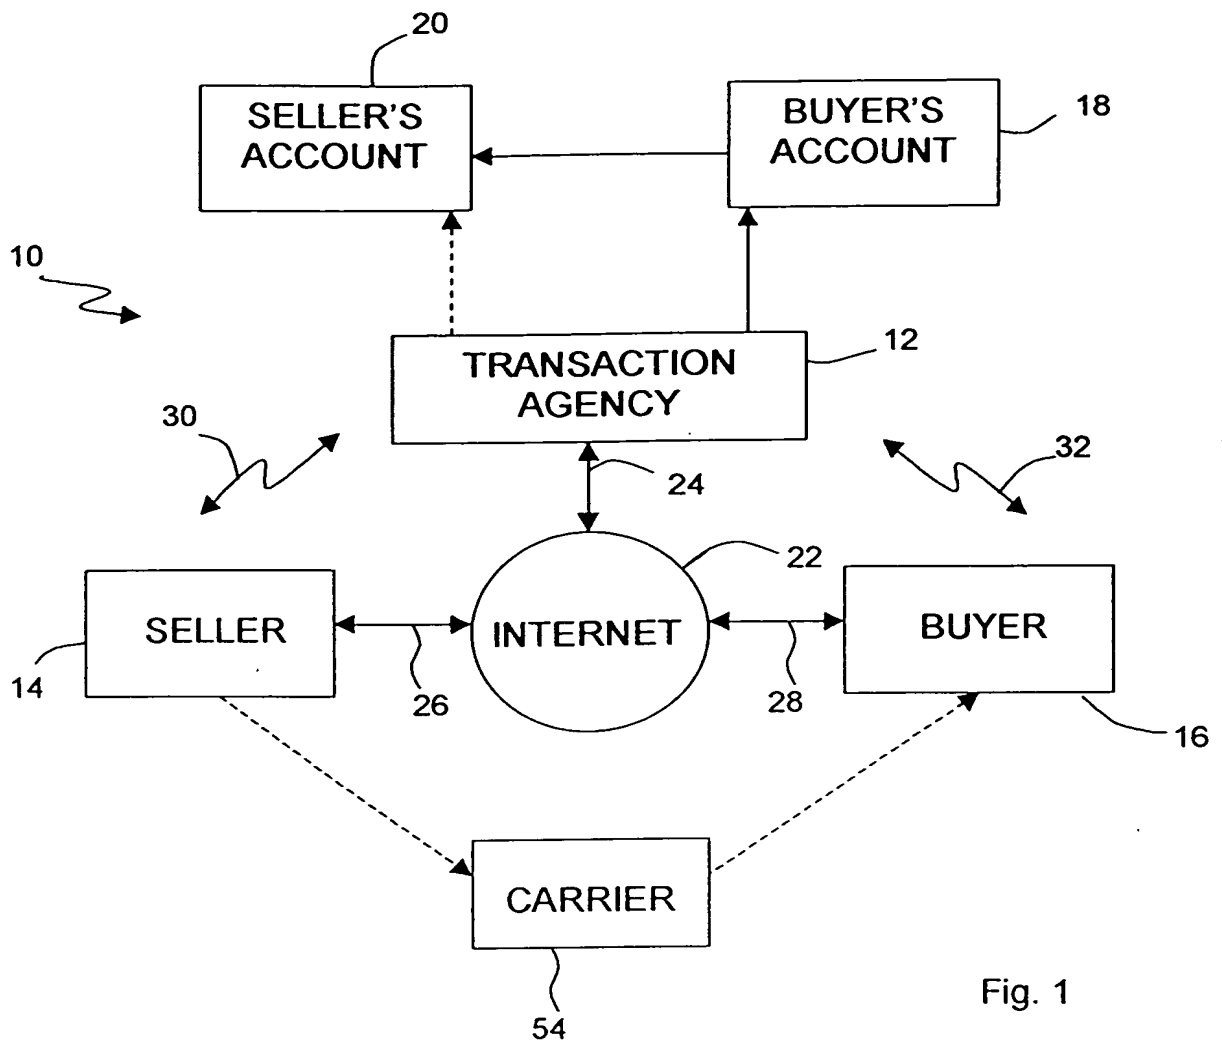 20
SELLER'S
ACCOUNT
BUYER'S
ACCOUNT
18
10
TRANSACTION
AGENCY
12
30
32
24
22
SELLER
INTERNET
BUYER
14
26
28
16
CARRIER
54
Fig. 1